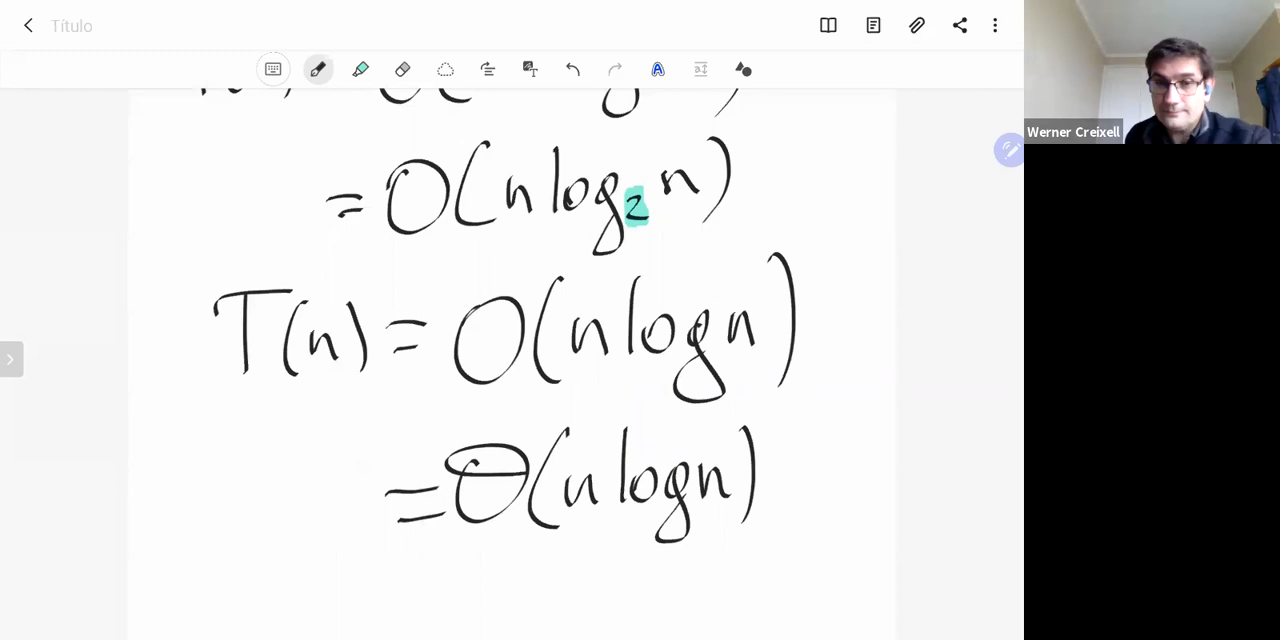 Título
Werner Creixell
= O(n log₂ n)
T(n) = O(n log n)
= Θ(n log n)